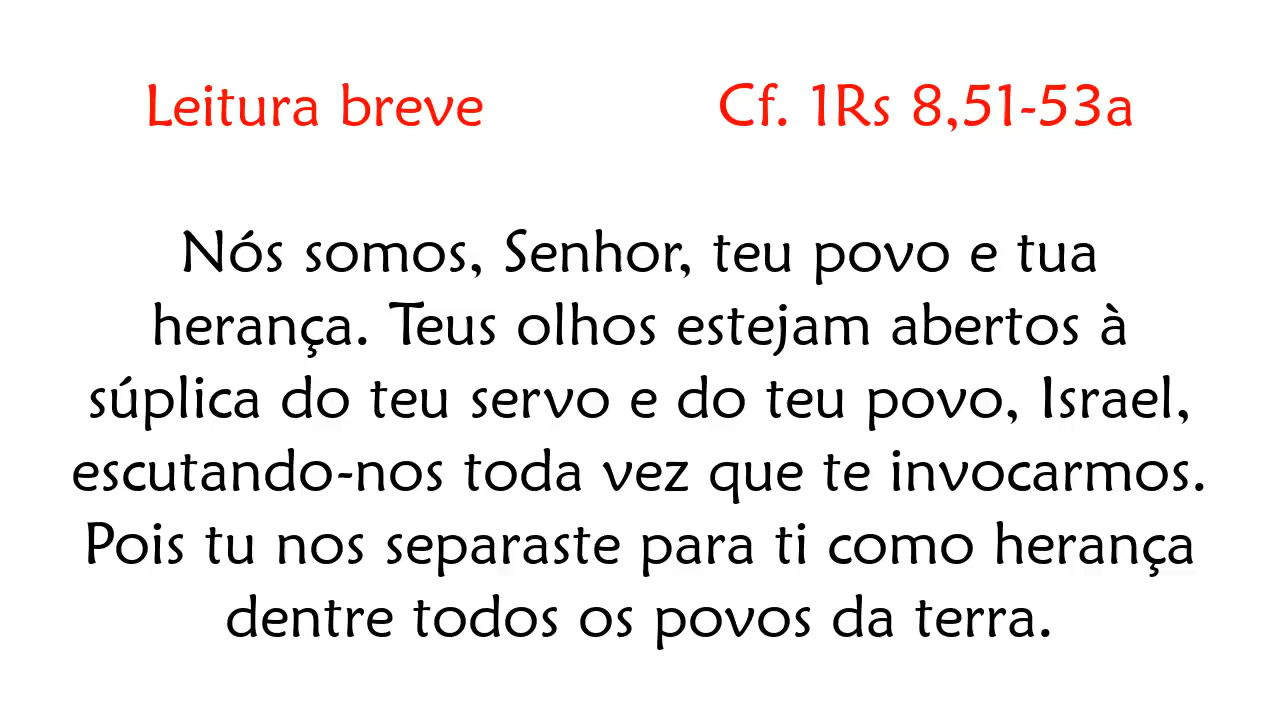 Leitura breve Cf. 1Rs 8,51-53a
Nós somos, Senhor, teu povo e tua
herança. Teus olhos estejam abertos à
súplica do teu servo e do teu povo, Israel,
escutando-nos toda vez que te invocarmos.
Pois tu nos separaste para ti como herança
dentre todos os povos da terra.